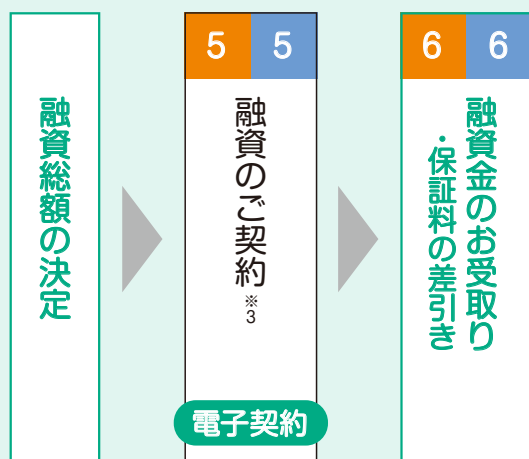 融資総額の決定
5 5
融資のご契約※3
電子契約
6 6
融資金のお受取り
・保証料の差引き